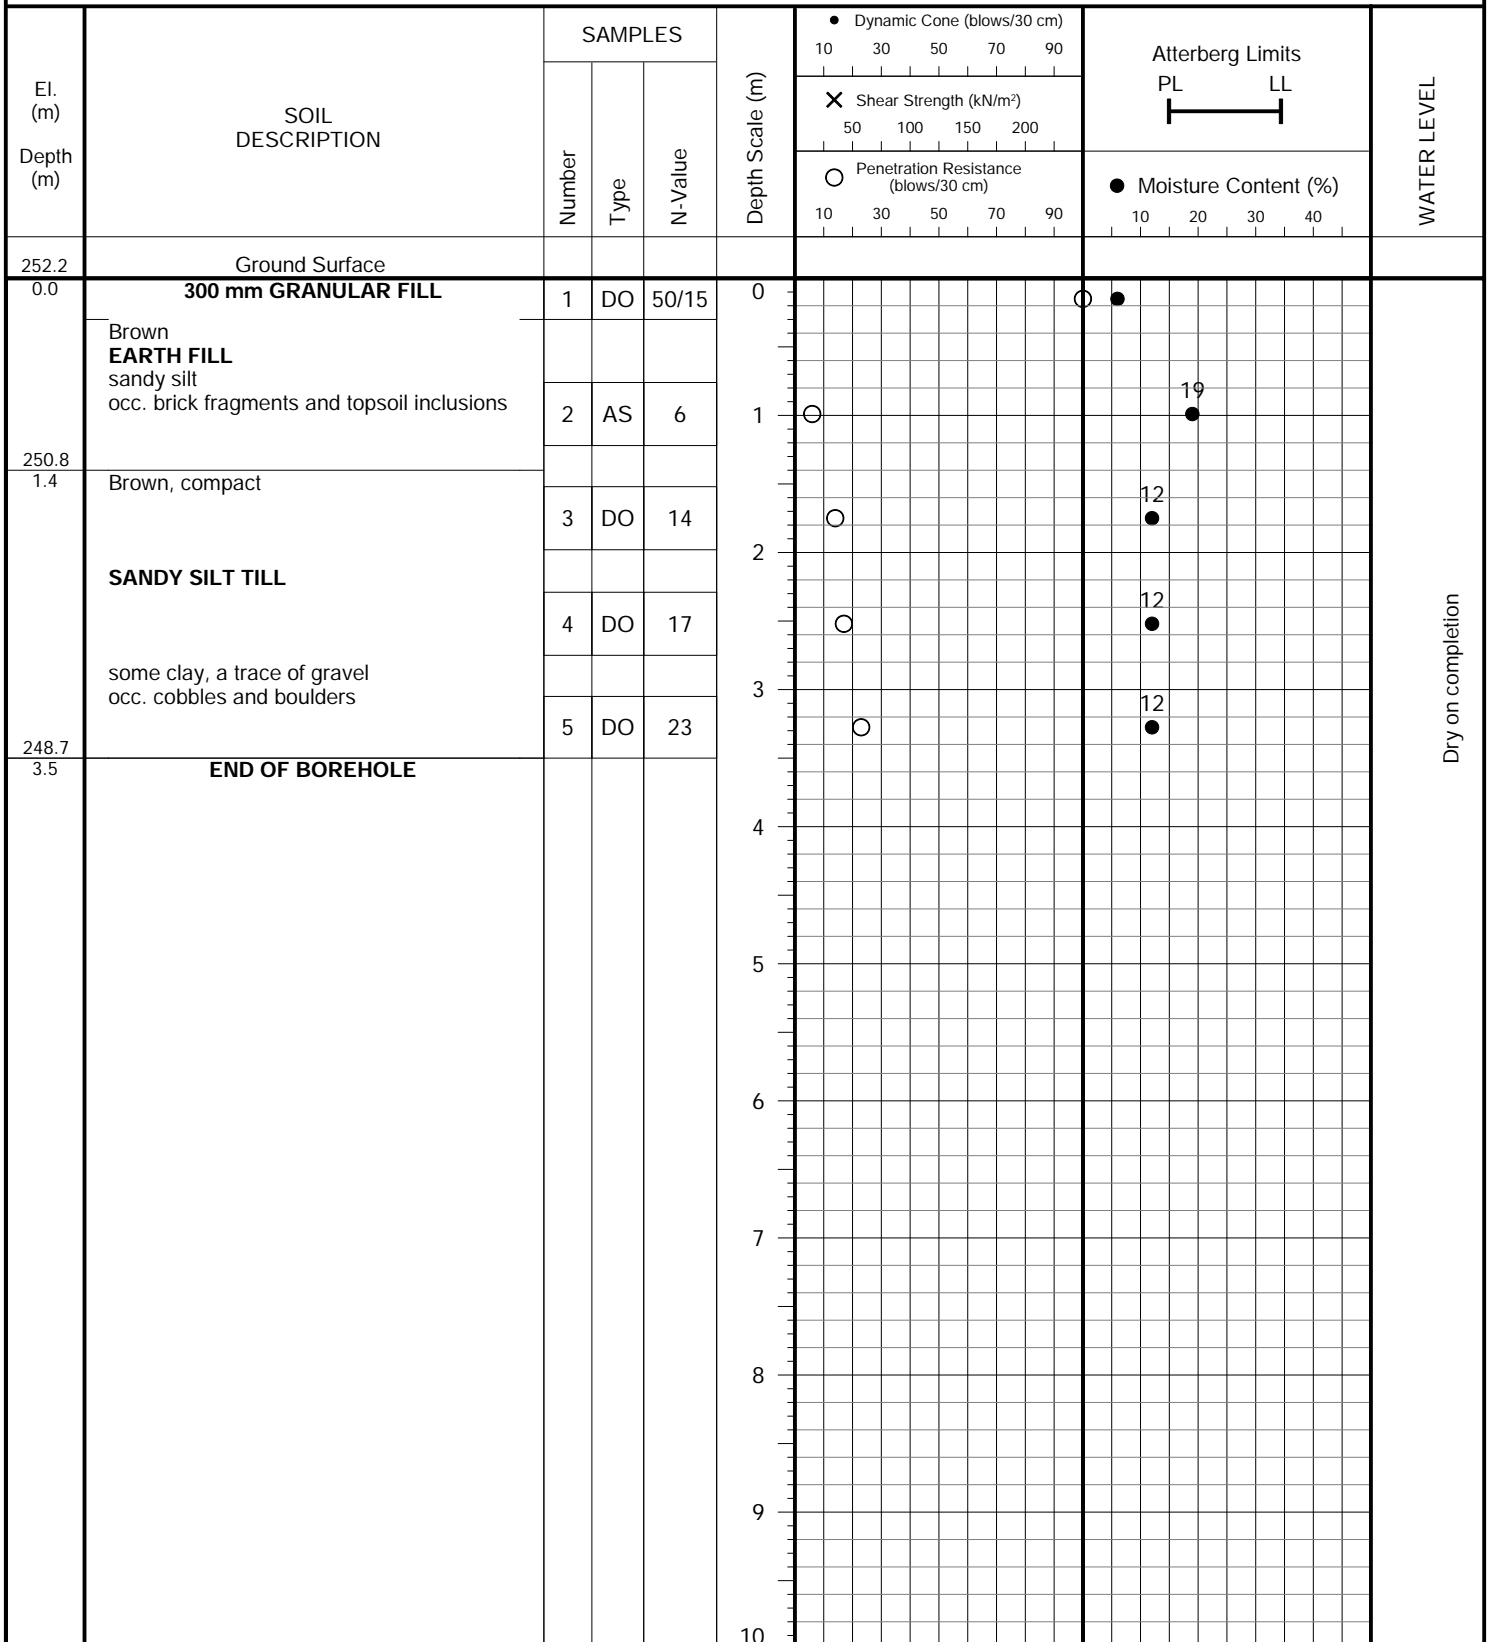 SAMPLES
● Dynamic Cone (blows/30 cm)
10 30 50 70 90
Atterberg Limits
PL LL
El.
(m)
Depth
(m)
SOIL
DESCRIPTION
Number
Type
N-Value
Depth Scale (m)
✕ Shear Strength (kN/m²)
50 100 150 200
○ Penetration Resistance
(blows/30 cm)
10 30 50 70 90
● Moisture Content (%)
10 20 30 40
WATER LEVEL
252.2 Ground Surface
0.0 300 mm GRANULAR FILL 1 DO 50/15 0
Brown
EARTH FILL
sandy silt
occ. brick fragments and topsoil inclusions
2 AS 6 1 19
250.8
1.4 Brown, compact
3 DO 14 12
2
SANDY SILT TILL
4 DO 17 12
some clay, a trace of gravel
occ. cobbles and boulders
3
5 DO 23 12
248.7
3.5 END OF BOREHOLE
Dry on completion
4
5
6
7
8
9
10